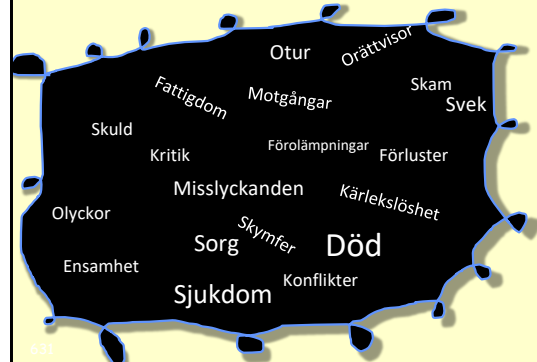 Otur
Orättvisor
Fattigdom
Motgångar
Skam
Svek
Skuld
Kritik
Förolämpningar
Förluster
Misslyckanden
Kärlekslöshet
Olyckor
Skymfer
Sorg
Död
Ensamhet
Konflikter
Sjukdom